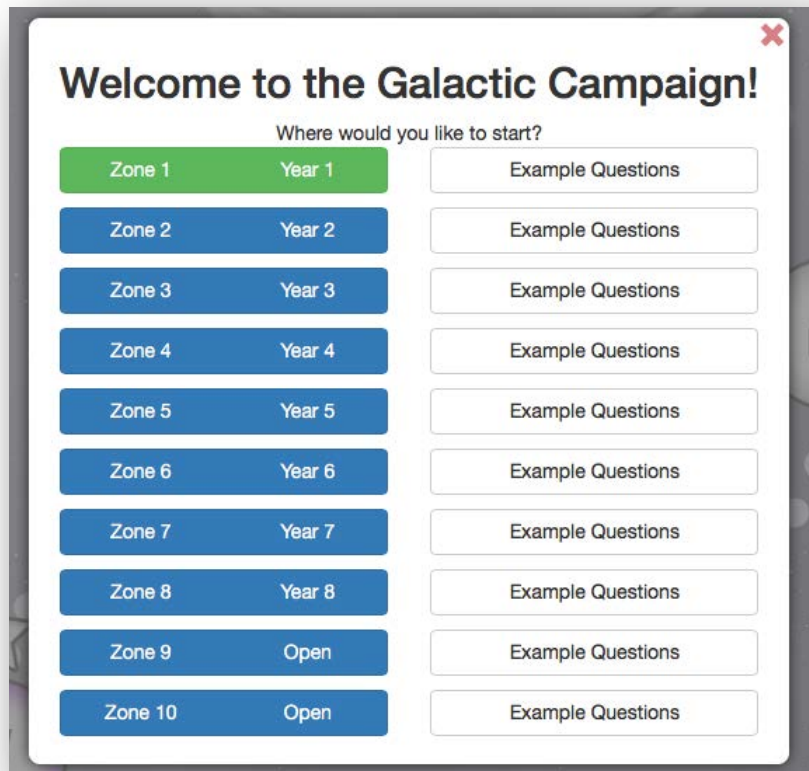 Welcome to the Galactic Campaign!
Where would you like to start?
Zone 1 Year 1 Example Questions
Zone 2 Year 2 Example Questions
Zone 3 Year 3 Example Questions
Zone 4 Year 4 Example Questions
Zone 5 Year 5 Example Questions
Zone 6 Year 6 Example Questions
Zone 7 Year 7 Example Questions
Zone 8 Year 8 Example Questions
Zone 9 Open Example Questions
Zone 10 Open Example Questions